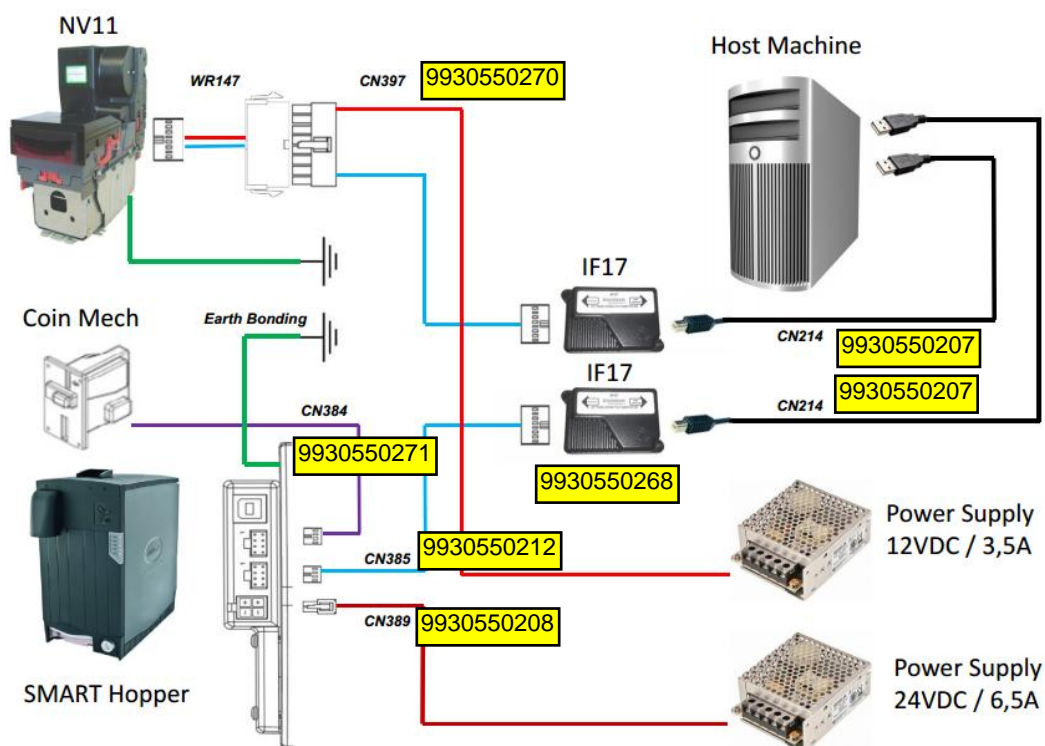 NV11
Host Machine
WR147
CN397
9930550270
IF17
Coin Mech
Earth Bonding
CN214
9930550207
IF17
9930550207
CN214
CN384
9930550271
9930550268
Power Supply
12VDC / 3,5A
CN385
9930550212
CN389
9930550208
SMART Hopper
Power Supply
24VDC / 6,5A